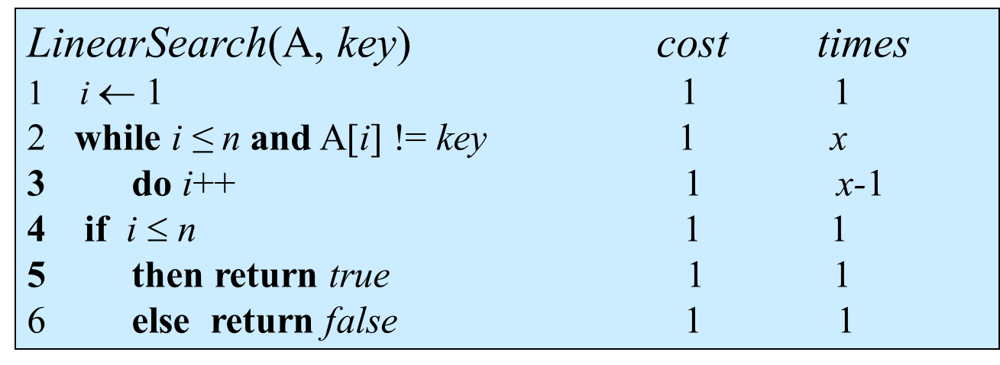 LinearSearch(A, key) cost times
1 i ← 1 1 1
2 while i ≤ n and A[i] != key 1 x
3 do i++ 1 x-1
4 if i ≤ n 1 1
5 then return true 1 1
6 else return false 1 1